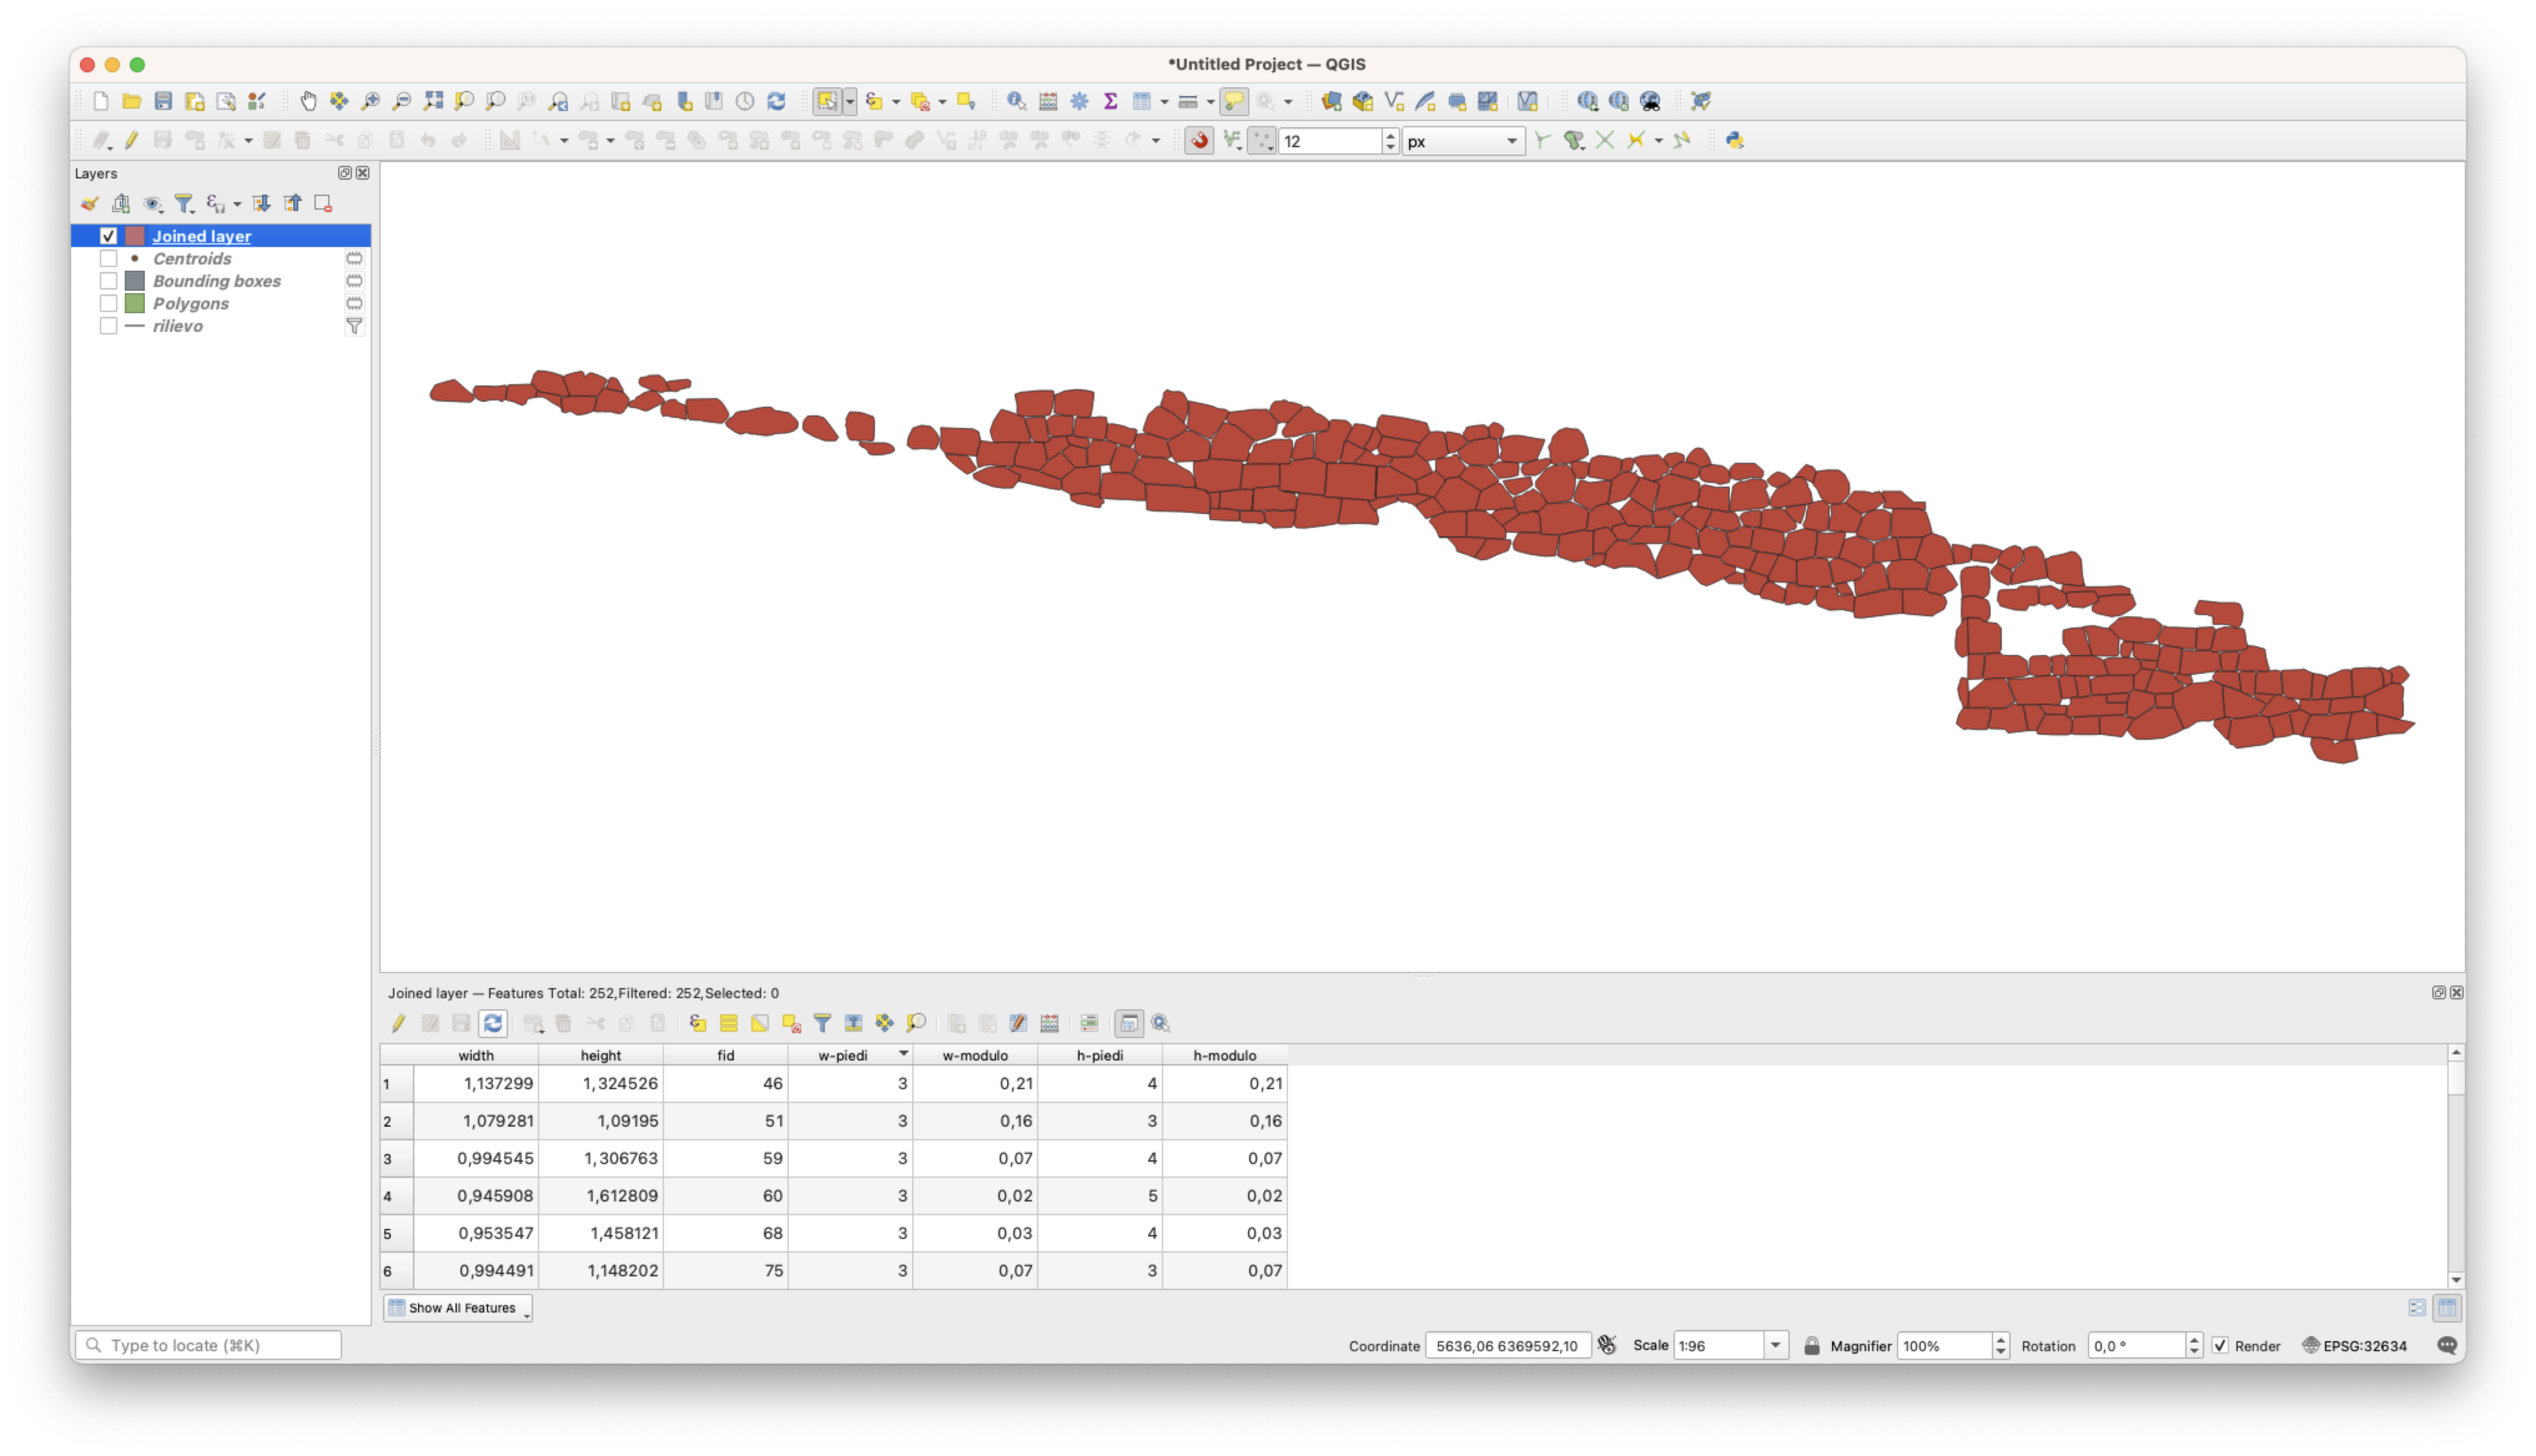 *Untitled Project — QGIS
12 px
Layers
Joined layer
Centroids
Bounding boxes
Polygons
rilievo
Joined layer — Features Total: 252,Filtered: 252,Selected: 0
width height fid w-piedi w-modulo h-piedi h-modulo
1 1,137299 1,324526 46 3 0,21 4 0,21
2 1,079281 1,09195 51 3 0,16 3 0,16
3 0,994545 1,306763 59 3 0,07 4 0,07
4 0,945908 1,612809 60 3 0,02 5 0,02
5 0,953547 1,458121 68 3 0,03 4 0,03
6 0,994491 1,148202 75 3 0,07 3 0,07
Show All Features
Type to locate (⌘K) Coordinate 5636,06 6369592,10 Scale 1:96 Magnifier 100% Rotation 0,0 ° Render EPSG:32634